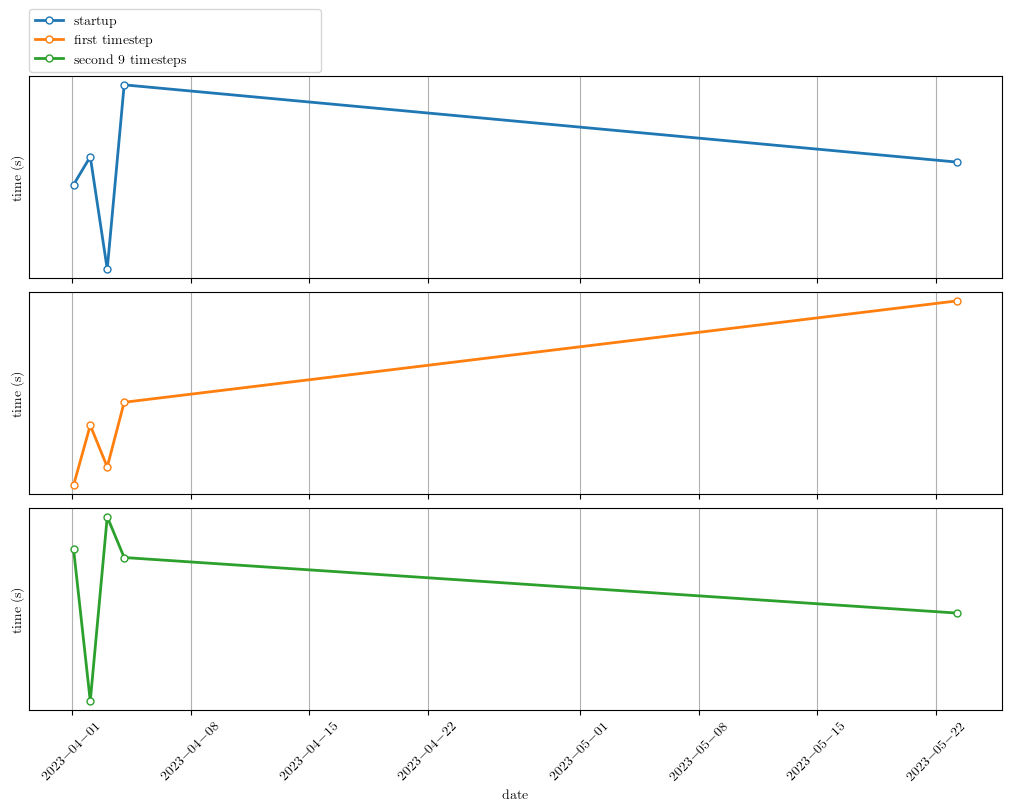 startup
first timestep
second 9 timesteps
time (s)
time (s)
time (s)
2023−04−01
2023−04−08
2023−04−15
2023−04−22
2023−05−01
2023−05−08
2023−05−15
2023−05−22
date